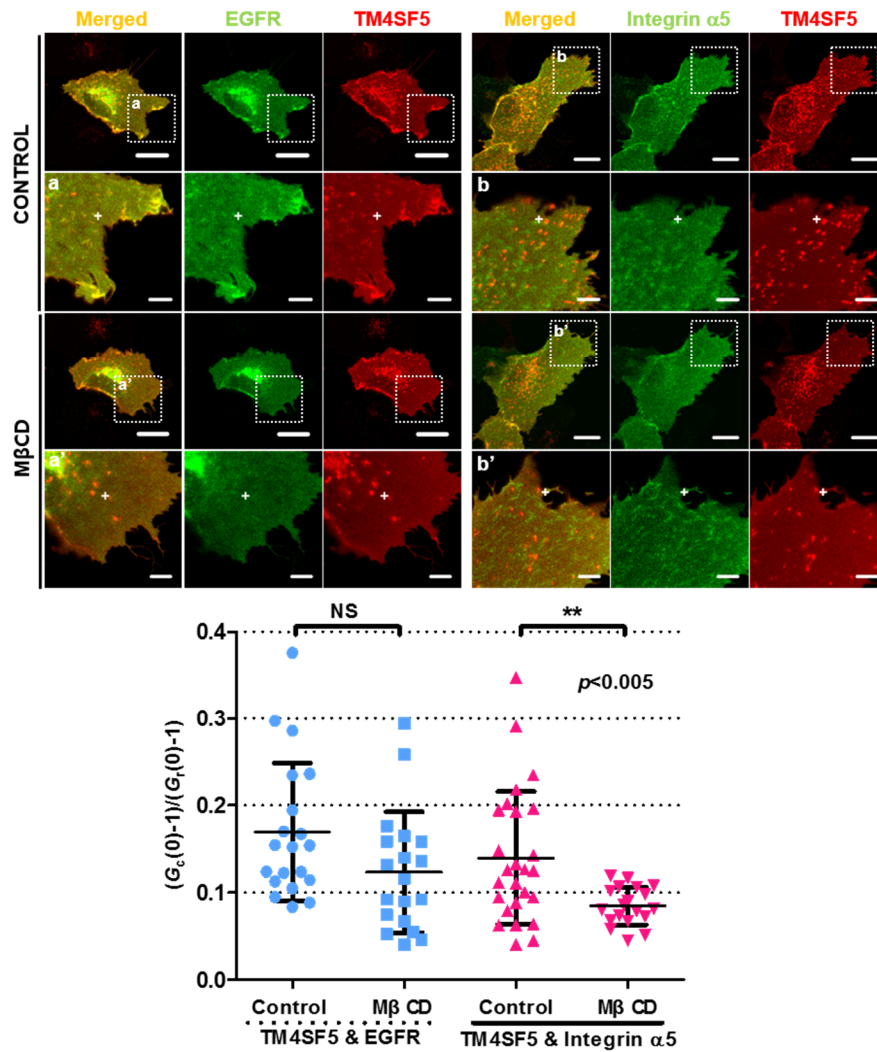 Merged EGFR TM4SF5 Merged Integrin α5 TM4SF5
CONTROL
a b
a b
MβCD
a' b'
a' b'
NS **
p<0.005
(Gc(0)-1)/(Gr(0)-1)
0.4
0.3
0.2
0.1
0.0
Control Mβ CD Control Mβ CD
TM4SF5 & EGFR TM4SF5 & Integrin α5